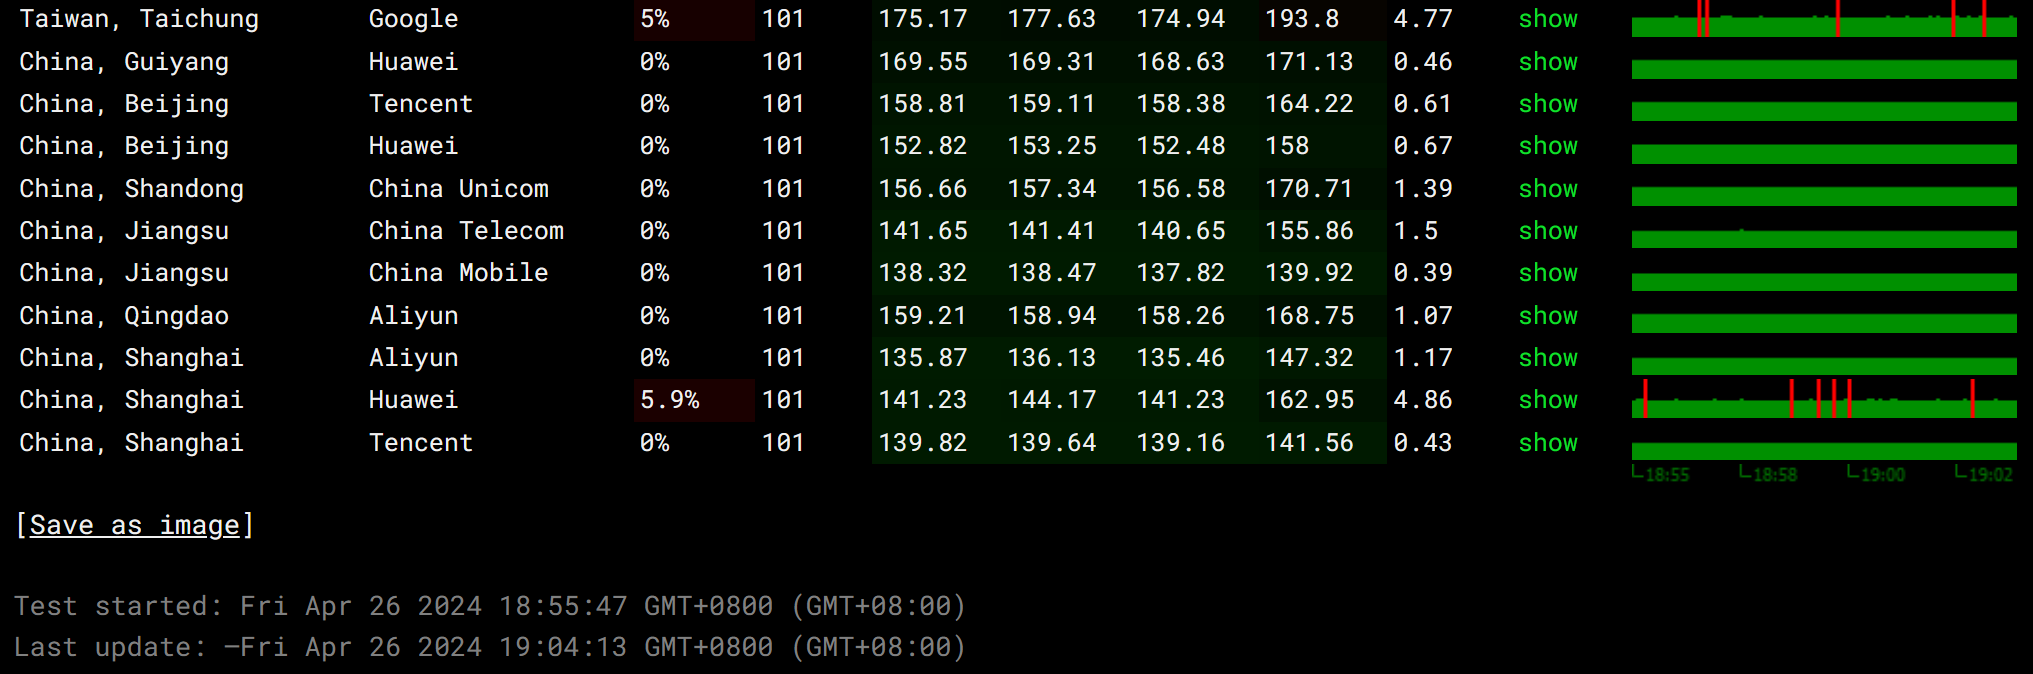 Taiwan, Taichung Google 5% 101 175.17 177.63 174.94 193.8 4.77 show
China, Guiyang Huawei 0% 101 169.55 169.31 168.63 171.13 0.46 show
China, Beijing Tencent 0% 101 158.81 159.11 158.38 164.22 0.61 show
China, Beijing Huawei 0% 101 152.82 153.25 152.48 158 0.67 show
China, Shandong China Unicom 0% 101 156.66 157.34 156.58 170.71 1.39 show
China, Jiangsu China Telecom 0% 101 141.65 141.41 140.65 155.86 1.5 show
China, Jiangsu China Mobile 0% 101 138.32 138.47 137.82 139.92 0.39 show
China, Qingdao Aliyun 0% 101 159.21 158.94 158.26 168.75 1.07 show
China, Shanghai Aliyun 0% 101 135.87 136.13 135.46 147.32 1.17 show
China, Shanghai Huawei 5.9% 101 141.23 144.17 141.23 162.95 4.86 show
China, Shanghai Tencent 0% 101 139.82 139.64 139.16 141.56 0.43 show
18:55 18:58 19:00 19:02
[Save as image]
Test started: Fri Apr 26 2024 18:55:47 GMT+0800 (GMT+08:00)
Last update: —Fri Apr 26 2024 19:04:13 GMT+0800 (GMT+08:00)